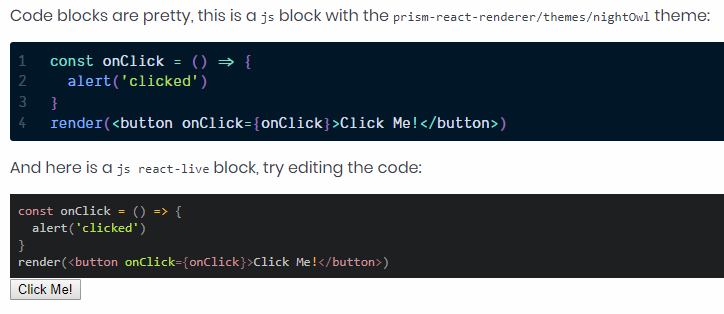 Code blocks are pretty, this is a js block with the prism-react-renderer/themes/nightOwl theme:
1 const onClick = () => {
2   alert('clicked')
3 }
4 render(<button onClick={onClick}>Click Me!</button>)
And here is a js react-live block, try editing the code:
const onClick = () => {
  alert('clicked')
}
render(<button onClick={onClick}>Click Me!</button>)
Click Me!